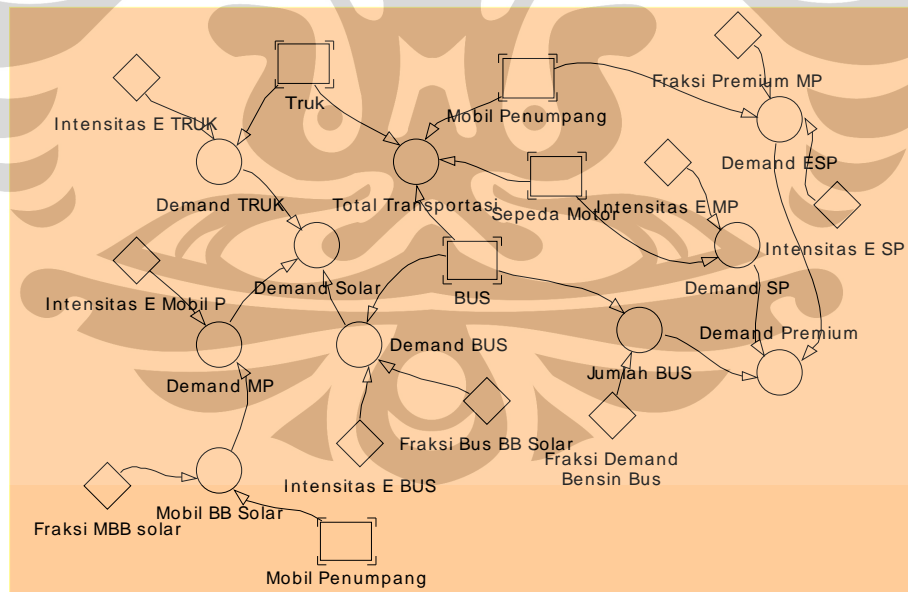 Fraksi Premium MP
Truk
Mobil Penumpang
Intensitas E TRUK
Demand ESP
Demand TRUK
Total Transportasi
Sepeda Motor
Intensitas E MP
Intensitas E SP
Demand Solar
BUS
Demand SP
Intensitas E Mobil P
Demand Premium
Demand BUS
Demand MP
Jumlah BUS
Fraksi Bus BB Solar
Fraksi Demand
Bensin Bus
Intensitas E BUS
Mobil BB Solar
Fraksi MBB solar
Mobil Penumpang